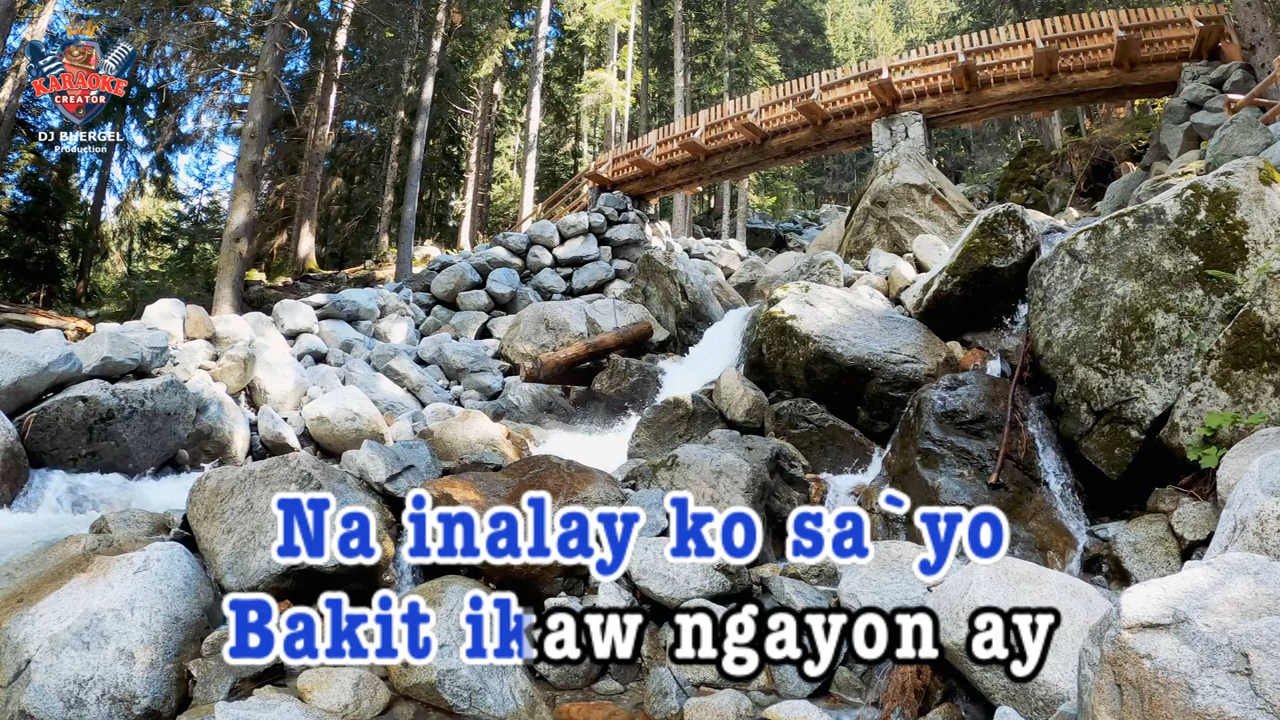 KARAOKE
CREATOR
DJ BHERGEL
Production
Na inalay ko sa`yo
Bakit ikaw ngayon ay